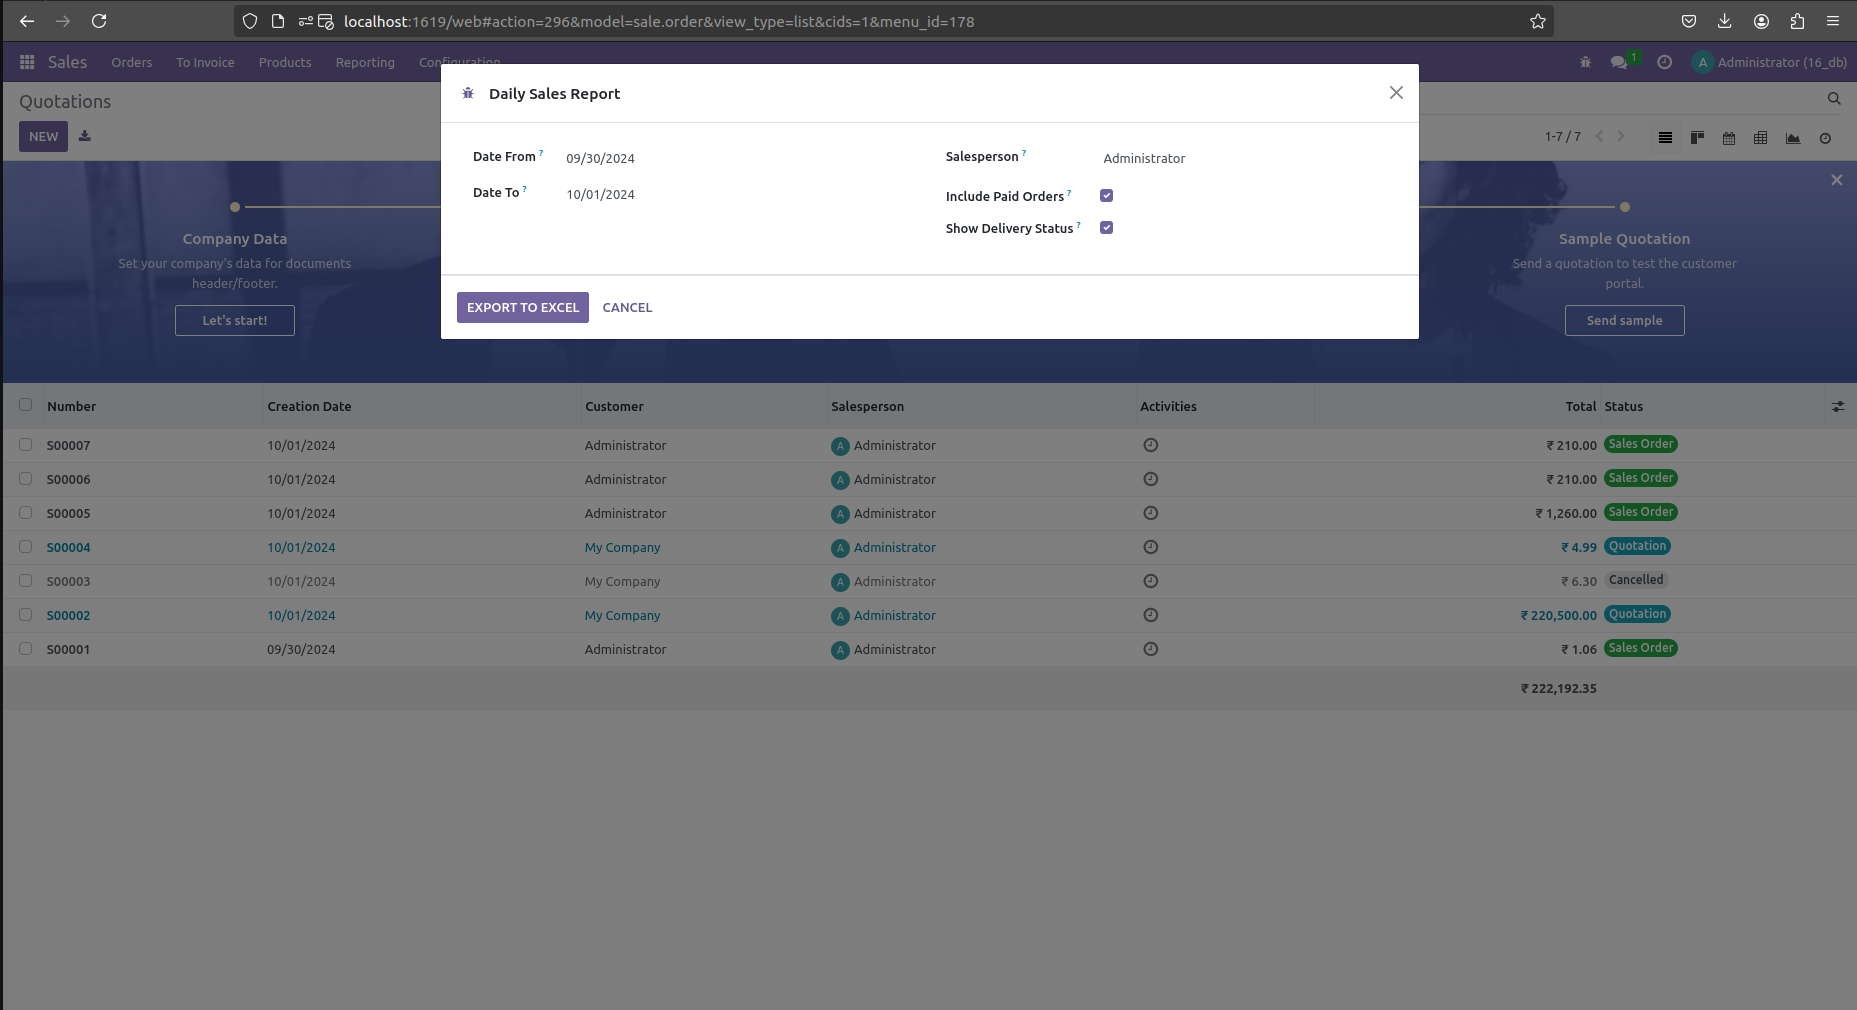 localhost:1619/web#action=296&model=sale.order&view_type=list&cids=1&menu_id=178
Sales Orders To Invoice Products Reporting Configuration 1 A Administrator (16_db)
Quotations
NEW 1-7 / 7
Daily Sales Report
Date From ? 09/30/2024 Salesperson ? Administrator
Date To ? 10/01/2024 Include Paid Orders ?
Show Delivery Status ?
EXPORT TO EXCEL CANCEL
Company Data
Set your company's data for documents
header/footer.
Let's start!
Sample Quotation
Send a quotation to test the customer
portal.
Send sample
Number Creation Date Customer Salesperson Activities Total Status
S00007 10/01/2024 Administrator A Administrator ₹ 210.00 Sales Order
S00006 10/01/2024 Administrator A Administrator ₹ 210.00 Sales Order
S00005 10/01/2024 Administrator A Administrator ₹ 1,260.00 Sales Order
S00004 10/01/2024 My Company A Administrator ₹ 4.99 Quotation
S00003 10/01/2024 My Company A Administrator ₹ 6.30 Cancelled
S00002 10/01/2024 My Company A Administrator ₹ 220,500.00 Quotation
S00001 09/30/2024 Administrator A Administrator ₹ 1.06 Sales Order
₹ 222,192.35